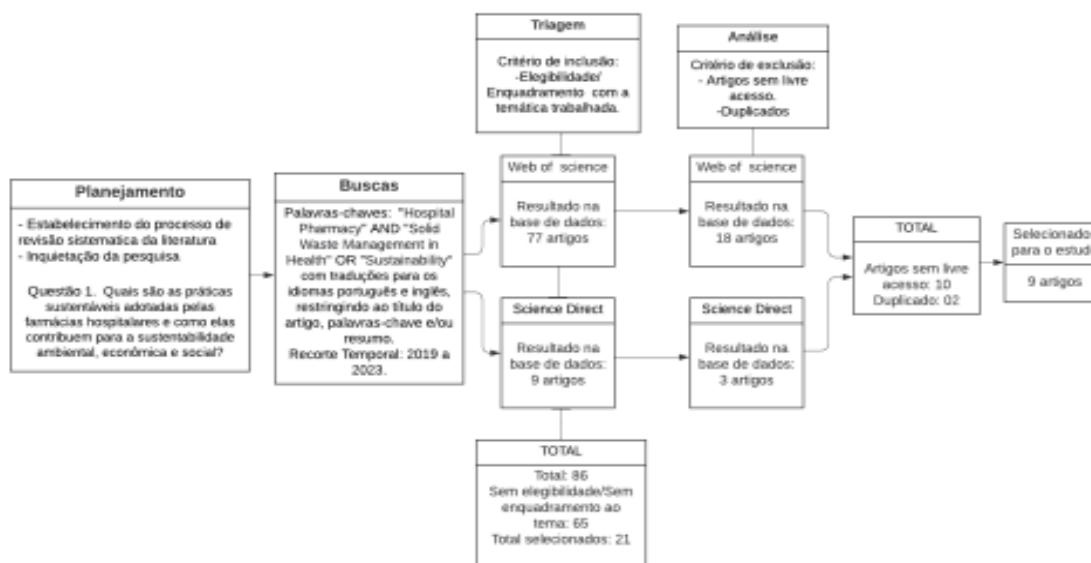 Planejamento
- Estabelecimento do processo de
revisão sistematica da literatura
- Inquietação da pesquisa
Questão 1. Quais são as práticas
sustentáveis adotadas pelas
farmácias hospitalares e como elas
contribuem para a sustentabilidade
ambiental, econômica e social?
Buscas
Palavras-chaves: "Hospital
Pharmacy" AND "Solid
Waste Management in
Health" OR "Sustainability"
com traduções para os
idiomas português e inglês,
restringindo ao título do
artigo, palavras-chave e/ou
resumo.
Recorte Temporal: 2019 a
2023.
Triagem
Critério de inclusão:
-Elegibilidade/
Enquadramento com a
temática trabalhada.
Web of science
Resultado na
base de dados:
77 artigos
Science Direct
Resultado na
base de dados:
9 artigos
TOTAL
Total: 86
Sem elegibilidade/Sem
enquadramento ao
tema: 65
Total selecionados: 21
Análise
Critério de exclusão:
- Artigos sem livre
acesso.
-Duplicados
Web of science
Resultado na
base de dados:
18 artigos
Science Direct
Resultado na
base de dados:
3 artigos
TOTAL
Artigos sem livre
acesso: 10
Duplicado: 02
Selecionado
para o estud
9 artigos